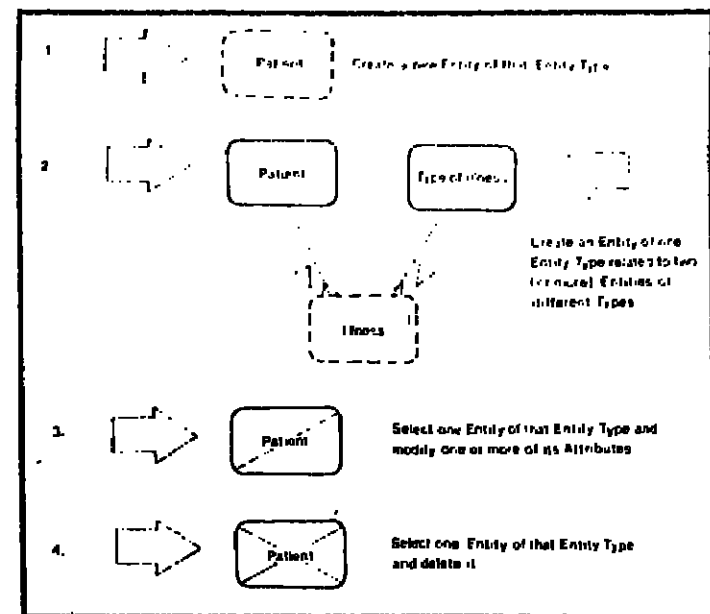 1.
Patient
Create a new Entity of that Entity Type
2
Patient
Type of Illness
Create an Entity of one
Entity Type related to two
(or more) Entities of
different Types
Illness
3.
Patient
Select one Entity of that Entity Type and
modify one or more of its Attributes
4.
Patient
Select one Entity of that Entity Type
and delete it